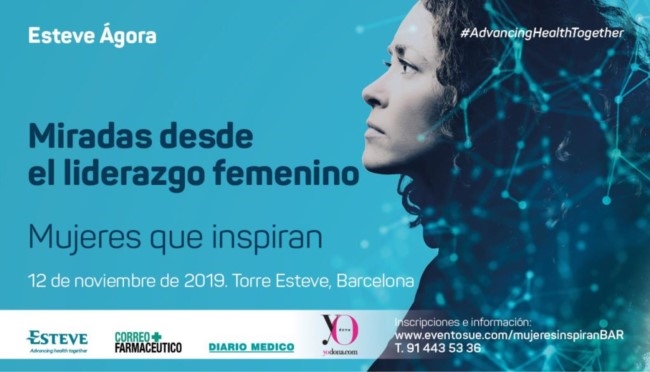 Esteve Ágora
#AdvancingHealthTogether
Miradas desde
el liderazgo femenino
Mujeres que inspiran
12 de noviembre de 2019. Torre Esteve, Barcelona
ESTEVE
Advancing health together
CORREO
FARMACÉUTICO
DIARIO MEDICO
yo
dona
yodona.com
Inscripciones e información:
www.eventosue.com/mujeresinspiranBAR
T. 91 443 53 36